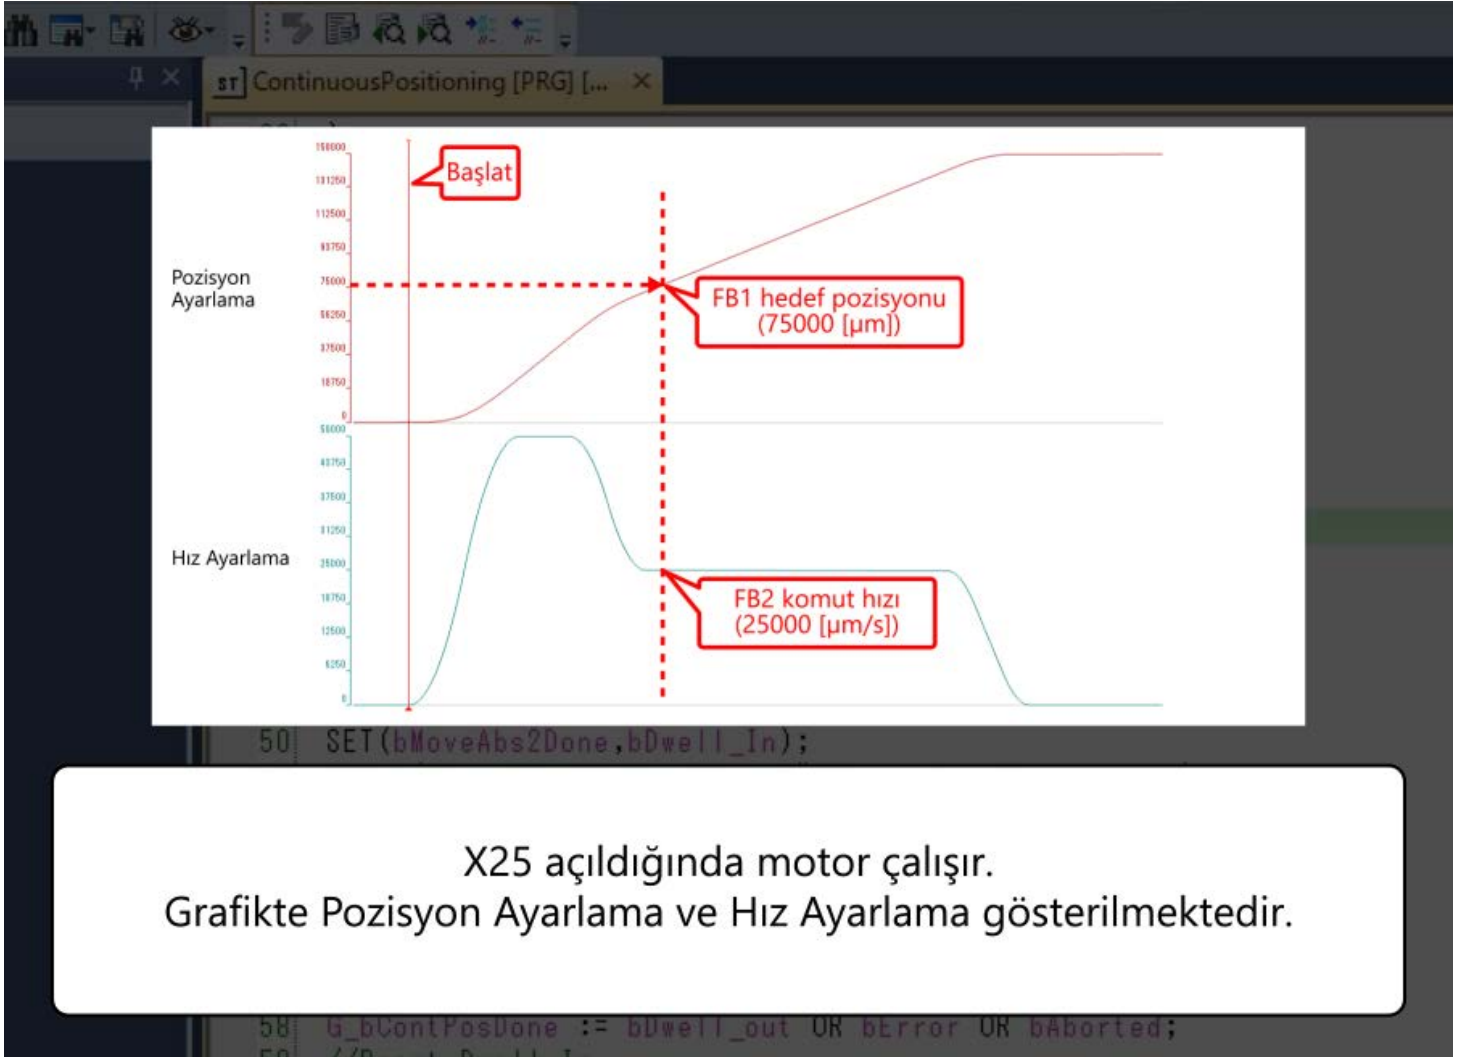 ST ContinuousPositioning [PRG] [...
150000
131250
112500
93750
75000
56250
37500
18750
0
Pozisyon
Ayarlama
Başlat
FB1 hedef pozisyonu
(75000 [µm])
50000
43750
37500
31250
25000
18750
12500
6250
0
Hız Ayarlama
FB2 komut hızı
(25000 [µm/s])
50 SET(bMoveAbs2Done,bDwell_In);
X25 açıldığında motor çalışır.
Grafikte Pozisyon Ayarlama ve Hız Ayarlama gösterilmektedir.
58 G_bContPosDone := bDwell_out OR bError OR bAborted;